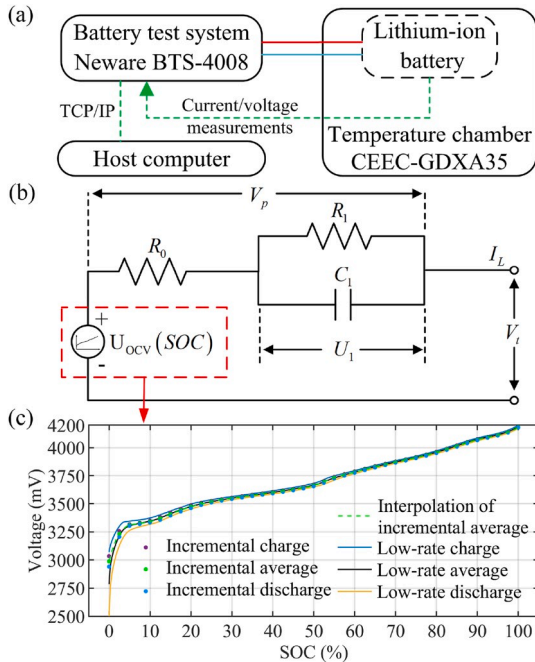 (a)
Battery test system
Neware BTS-4008
Lithium-ion
battery
TCP/IP
Current/voltage
measurements
Host computer
Temperature chamber
CEEC-GDXA35
(b)
V_p
R_0
R_1
C_1
I_L
+
U_OCV(SOC)
-
U_1
V_t
(c)
4200
4000
3750
3500
3250
3000
2750
2500
Voltage (mV)
Interpolation of
incremental average
Incremental charge
Low-rate charge
Incremental average
Low-rate average
Incremental discharge
Low-rate discharge
0 10 20 30 40 50 60 70 80 90 100
SOC (%)